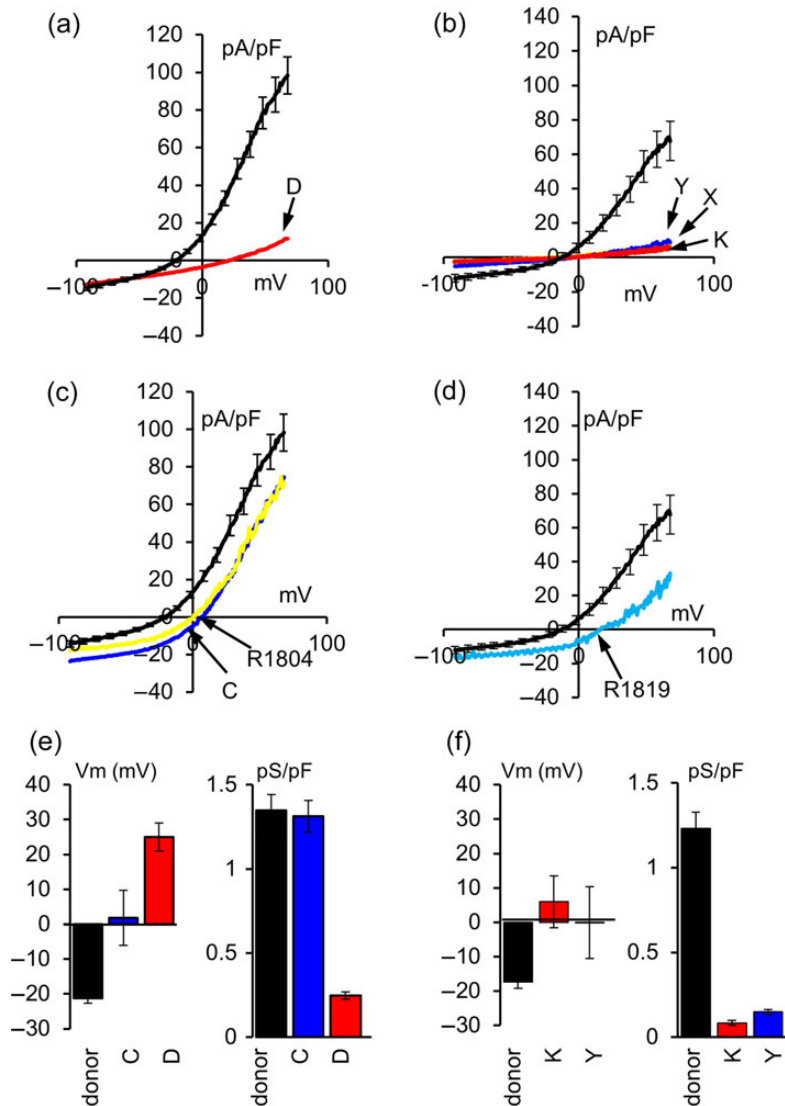 (a)
pA/pF
120
100
80
60
40
20
0
–20
–40
–100
0
100
mV
D
(b)
pA/pF
140
120
100
80
60
40
20
0
-20
-40
-100
0
100
mV
Y
X
K
(c)
pA/pF
120
100
80
60
40
20
0
–20
–40
–100
0
100
mV
R1804
C
(d)
pA/pF
140
120
100
80
60
40
20
0
–20
–40
–100
0
100
mV
R1819
(e)
Vm (mV)
40
30
20
10
0
–10
–20
–30
donor
C
D
pS/pF
1.5
1
0.5
0
donor
C
D
(f)
Vm (mV)
40
30
20
10
0
–10
–20
–30
donor
K
Y
pS/pF
1.5
1
0.5
0
donor
K
Y